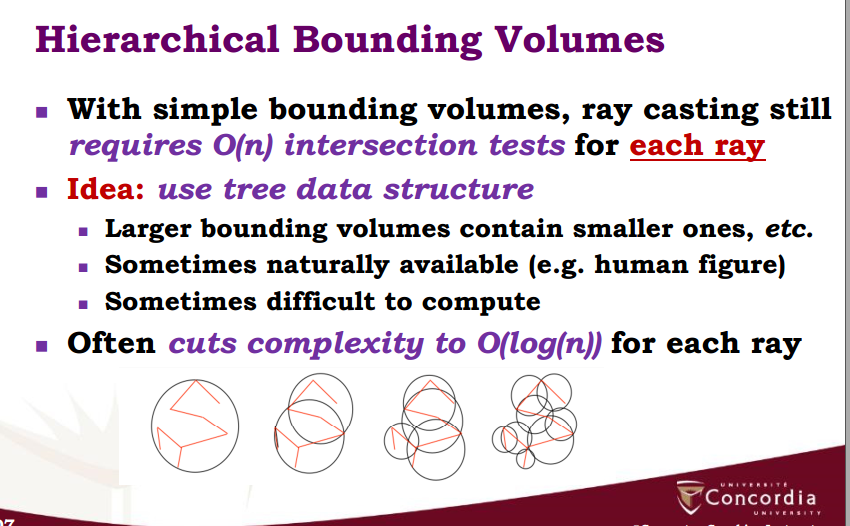 Hierarchical Bounding Volumes
With simple bounding volumes, ray casting still
requires O(n) intersection tests for each ray
Idea: use tree data structure
Larger bounding volumes contain smaller ones, etc.
Sometimes naturally available (e.g. human figure)
Sometimes difficult to compute
Often cuts complexity to O(log(n)) for each ray
UNIVERSITÉ
Concordia
UNIVERSITY